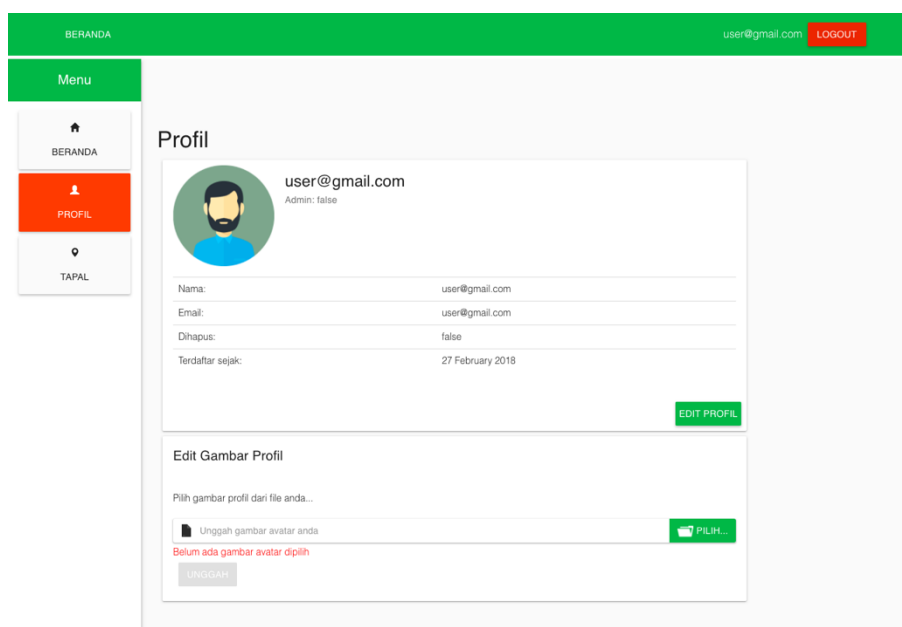 BERANDA
user@gmail.com LOGOUT
Menu
BERANDA
PROFIL
TAPAL
Profil
user@gmail.com
Admin: false
Nama: user@gmail.com
Email: user@gmail.com
Dihapus: false
Terdaftar sejak: 27 February 2018
EDIT PROFIL
Edit Gambar Profil
Pilih gambar profil dari file anda...
Unggah gambar avatar anda
PILIH...
Belum ada gambar avatar dipilih
UNGGAH